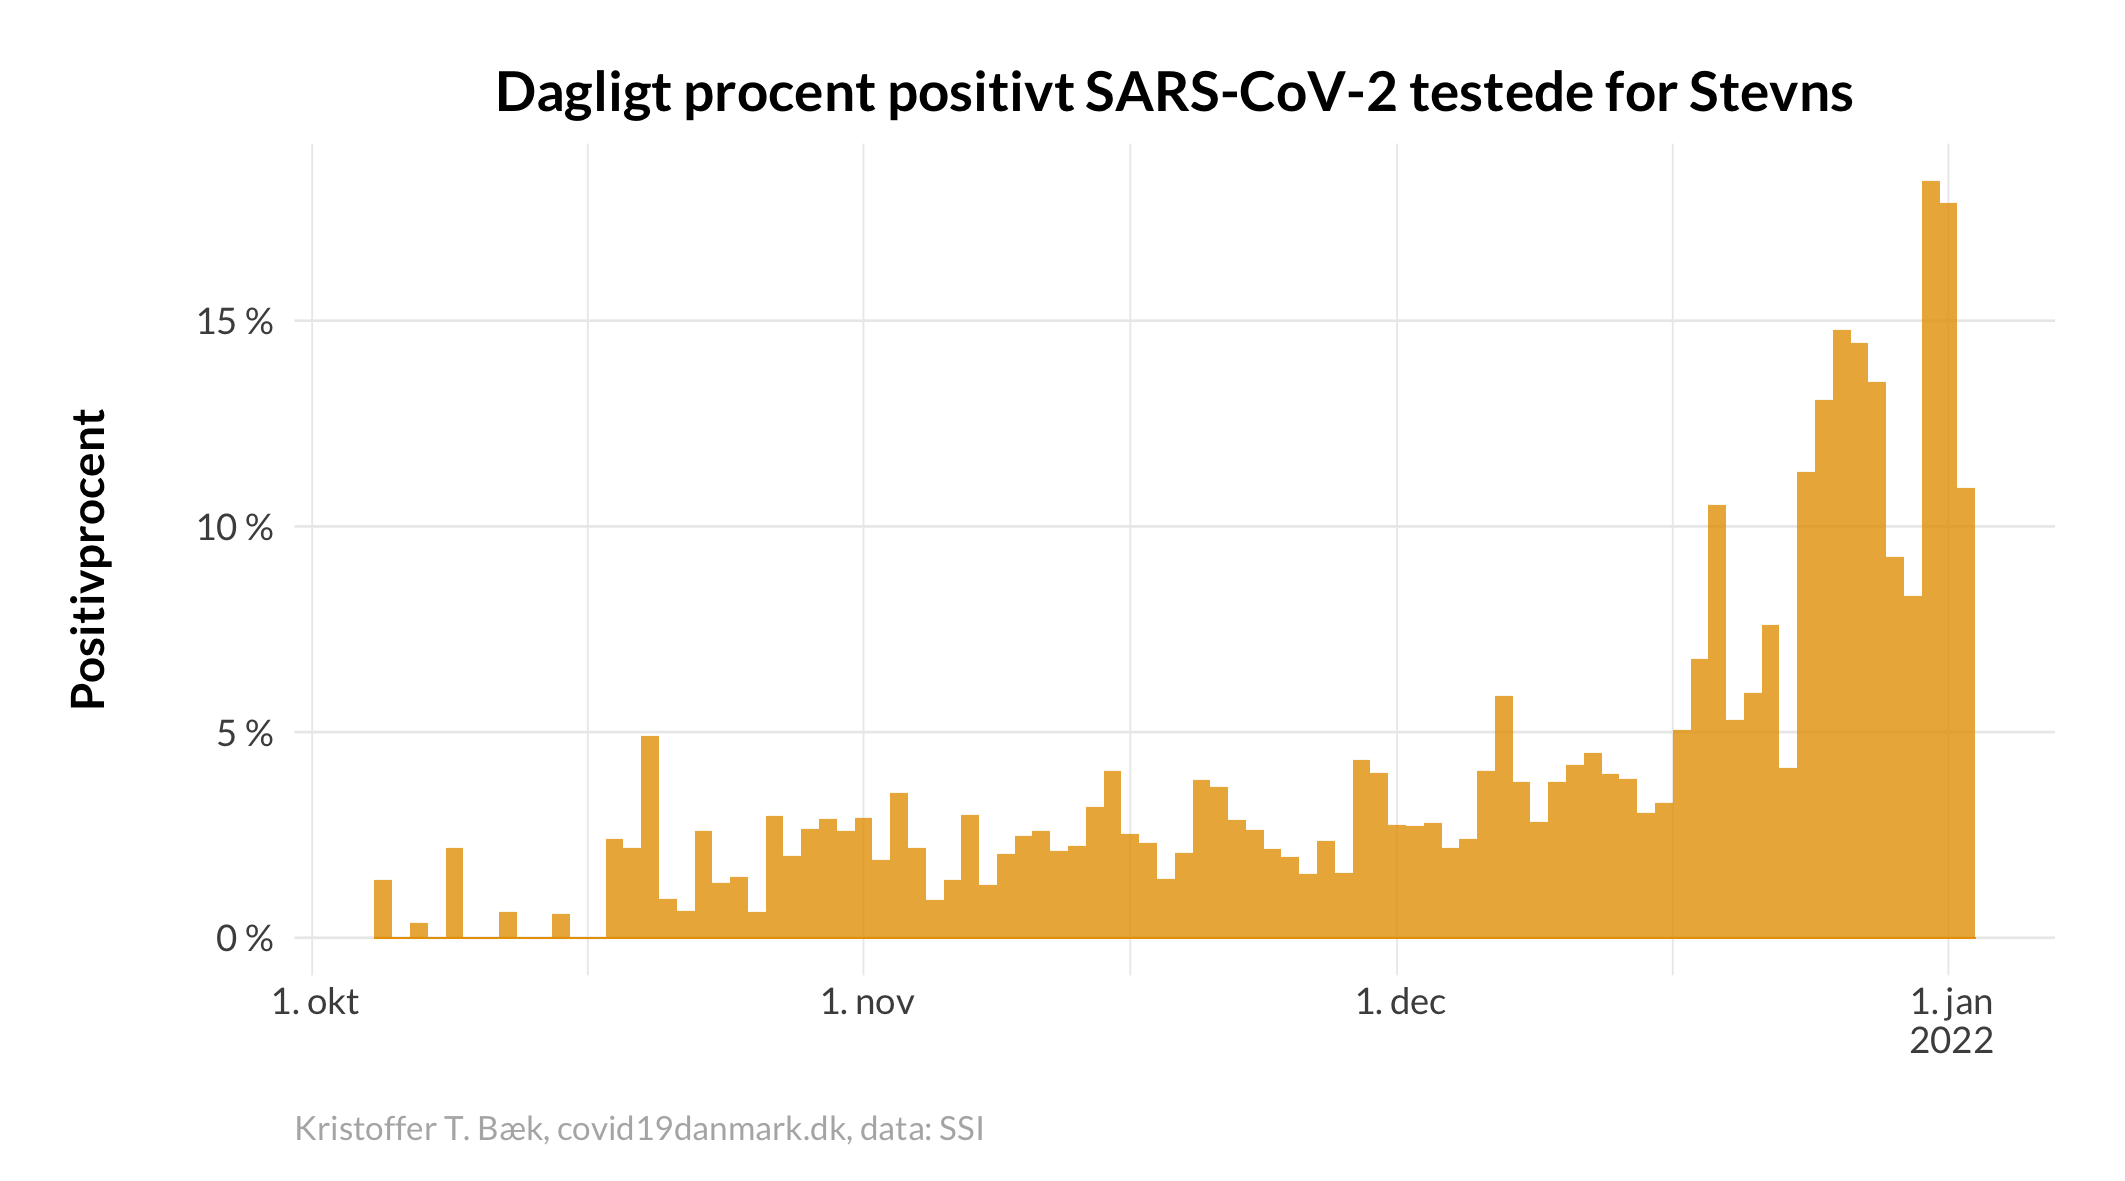 Dagligt procent positivt SARS-CoV-2 testede for Stevns
Positivprocent
15 %
10 %
5 %
0 %
1. okt
1. nov
1. dec
1. jan
2022
Kristoffer T. Bæk, covid19danmark.dk, data: SSI